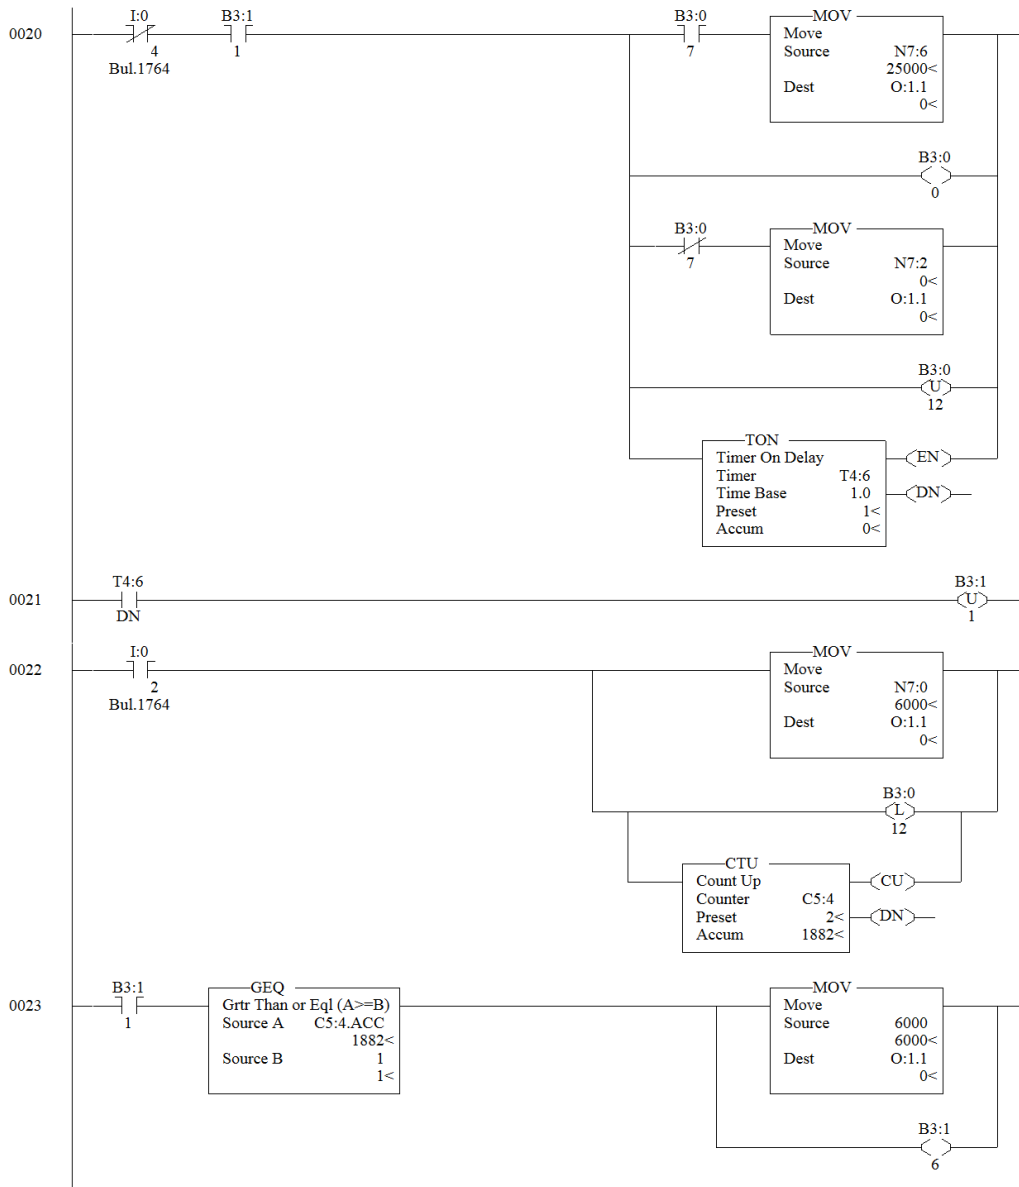 0020
I:0
4
Bul.1764
B3:1
1
B3:0
7
MOV
Move
Source N7:6
25000<
Dest O:1.1
0<
B3:0
0
B3:0
7
MOV
Move
Source N7:2
0<
Dest O:1.1
0<
B3:0
U
12
TON
Timer On Delay
Timer T4:6
Time Base 1.0
Preset 1<
Accum 0<
EN
DN
0021
T4:6
DN
B3:1
U
1
0022
I:0
2
Bul.1764
MOV
Move
Source N7:0
6000<
Dest O:1.1
0<
B3:0
L
12
CTU
Count Up
Counter C5:4
Preset 2<
Accum 1882<
CU
DN
0023
B3:1
1
GEQ
Grtr Than or Eql (A>=B)
Source A C5:4.ACC
1882<
Source B 1
1<
MOV
Move
Source 6000
6000<
Dest O:1.1
0<
B3:1
6